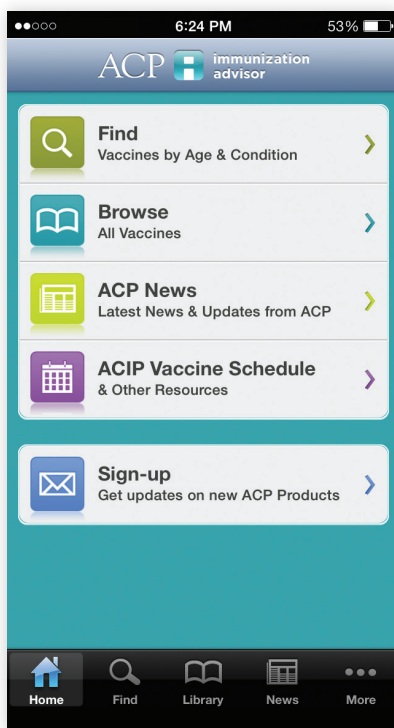 6:24 PM
53%
ACP immunization
advisor
Find
Vaccines by Age & Condition
Browse
All Vaccines
ACP News
Latest News & Updates from ACP
ACIP Vaccine Schedule
& Other Resources
Sign-up
Get updates on new ACP Products
Home Find Library News More